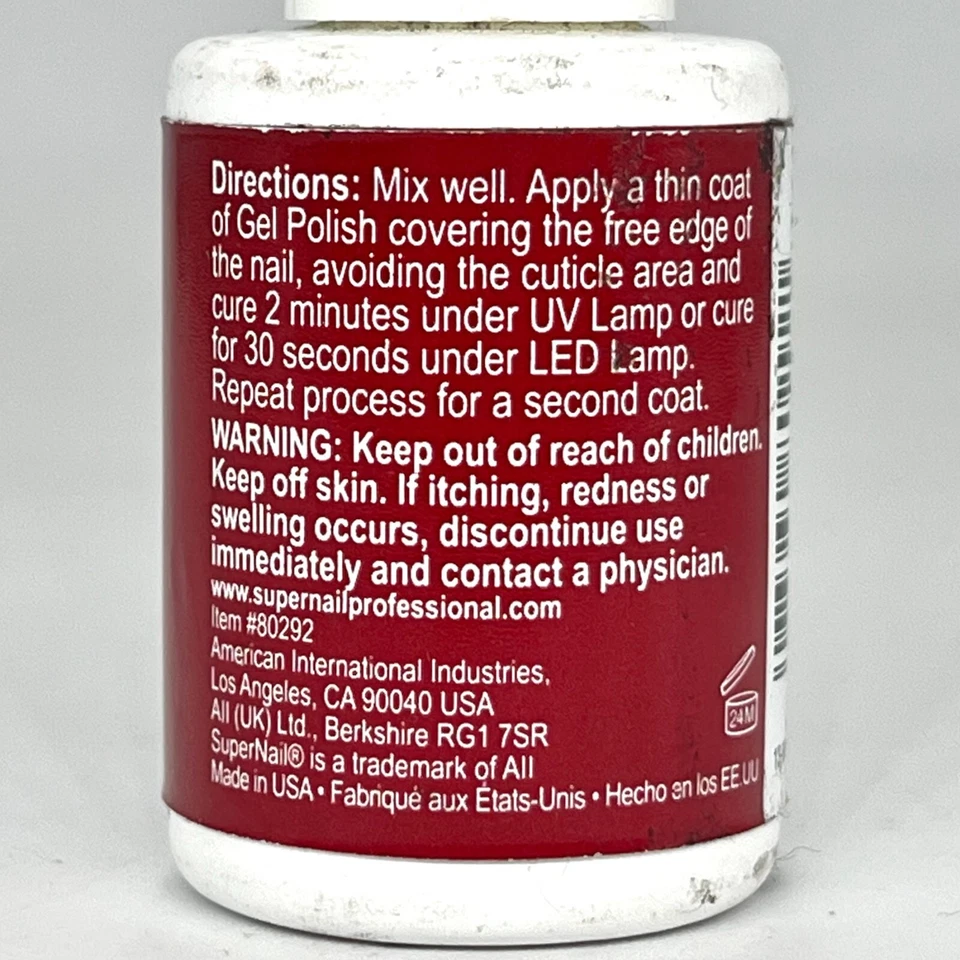 Directions: Mix well. Apply a thin coat
of Gel Polish covering the free edge of
the nail, avoiding the cuticle area and
cure 2 minutes under UV Lamp or cure
for 30 seconds under LED Lamp.
Repeat process for a second coat.
WARNING: Keep out of reach of children.
Keep off skin. If itching, redness or
swelling occurs, discontinue use
immediately and contact a physician.
www.supernailprofessional.com
Item #80292
American International Industries,
Los Angeles, CA 90040 USA
AII (UK) Ltd., Berkshire RG1 7SR
SuperNail® is a trademark of AII
Made in USA • Fabriqué aux États-Unis • Hecho en los EE.UU
24M